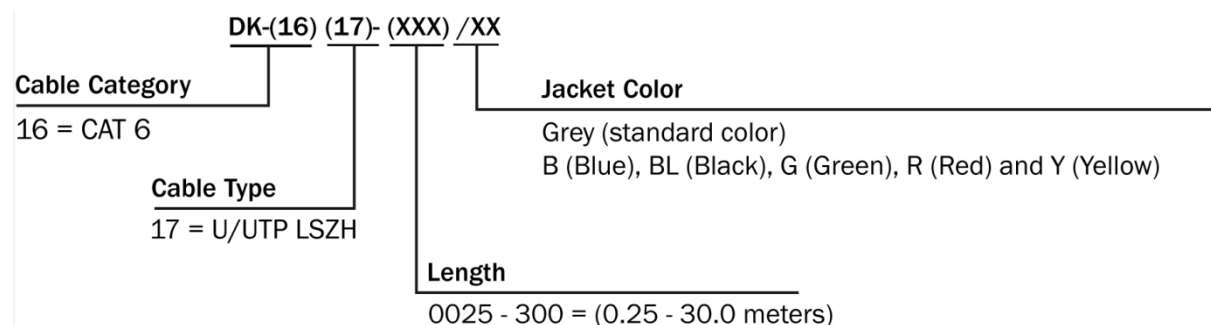 DK-(16) (17)- (XXX) /XX
Cable Category
16 = CAT 6
Jacket Color
Grey (standard color)
B (Blue), BL (Black), G (Green), R (Red) and Y (Yellow)
Cable Type
17 = U/UTP LSZH
Length
0025 - 300 = (0.25 - 30.0 meters)